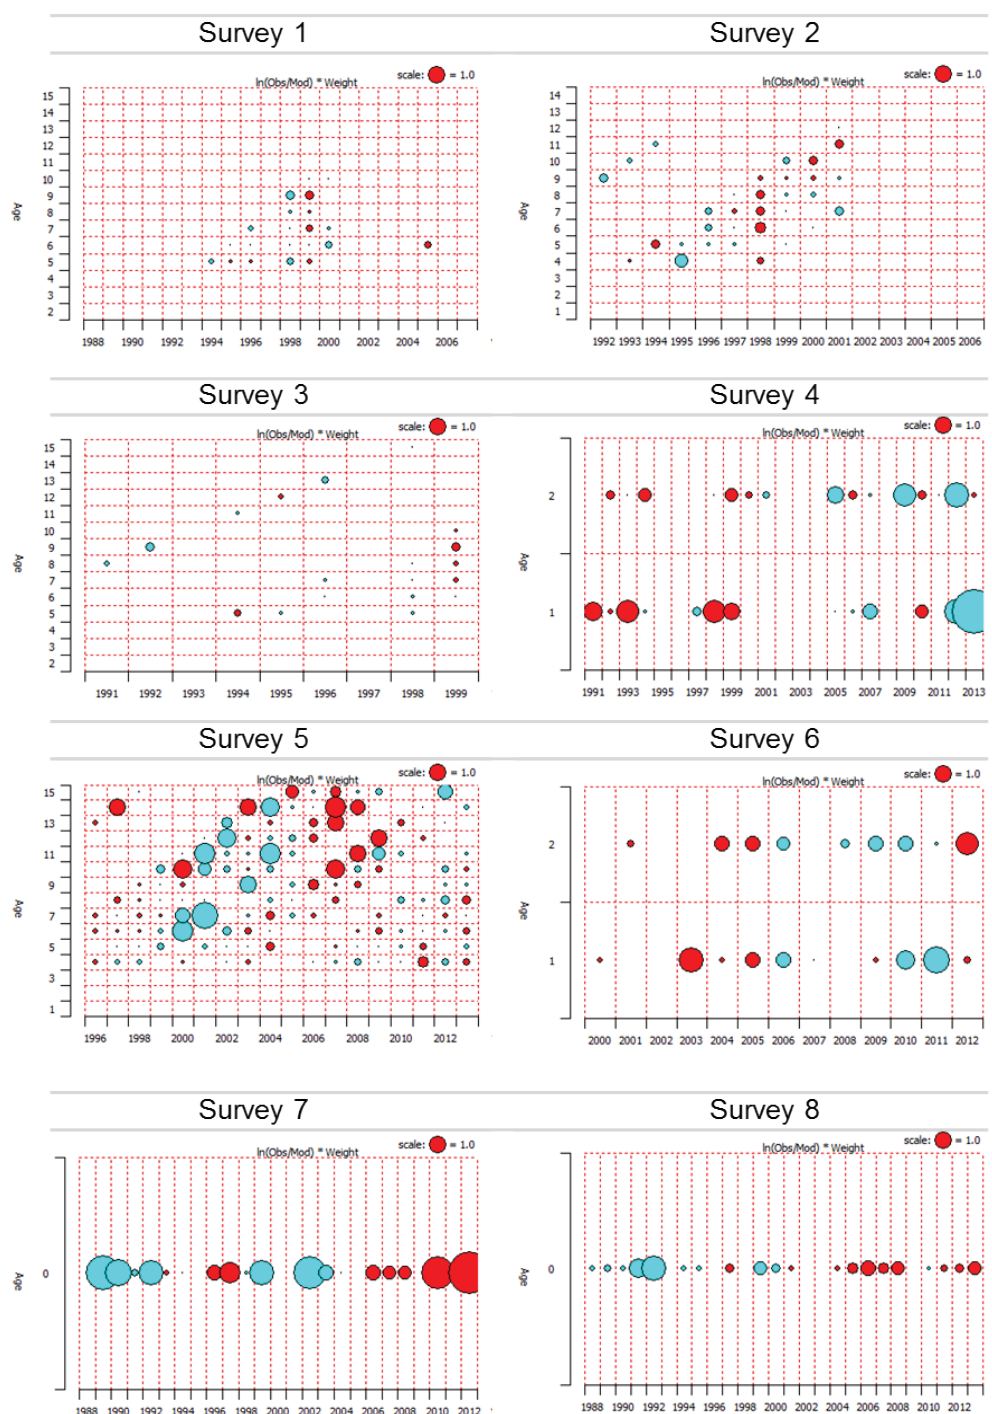 Survey 1
Survey 2
ln(Obs/Mod) * Weight
scale: = 1.0
15
14
13
12
11
10
9
8
7
6
5
4
3
2
Age
1988 1990 1992 1994 1996 1998 2000 2002 2004 2006
ln(Obs/Mod) * Weight
scale: = 1.0
14
13
12
11
10
9
8
7
6
5
4
3
2
1
Age
1992 1993 1994 1995 1996 1997 1998 1999 2000 2001 2002 2003 2004 2005 2006
Survey 3
Survey 4
ln(Obs/Mod) * Weight
scale: = 1.0
15
14
13
12
11
10
9
8
7
6
5
4
3
2
Age
1991 1992 1993 1994 1995 1996 1997 1998 1999
ln(Obs/Mod) * Weight
scale: = 1.0
2
1
Age
1991 1993 1995 1997 1999 2001 2003 2005 2007 2009 2011 2013
Survey 5
Survey 6
ln(Obs/Mod) * Weight
scale: = 1.0
15
13
11
9
7
5
3
1
Age
1996 1998 2000 2002 2004 2006 2008 2010 2012
ln(Obs/Mod) * Weight
scale: = 1.0
2
1
Age
2000 2001 2002 2003 2004 2005 2006 2007 2008 2009 2010 2011 2012
Survey 7
Survey 8
ln(Obs/Mod) * Weight
scale: = 1.0
0
Age
1988 1990 1992 1994 1996 1998 2000 2002 2004 2006 2008 2010 2012
ln(Obs/Mod) * Weight
scale: = 1.0
0
Age
1988 1990 1992 1994 1996 1998 2000 2002 2004 2006 2008 2010 2012